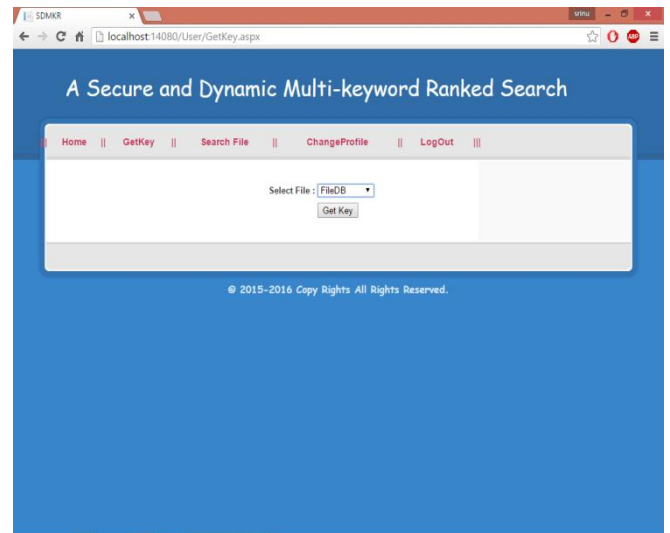 SDMKR
srinu
localhost:14080/User/GetKey.aspx
ABP
A Secure and Dynamic Multi-keyword Ranked Search
|| Home || GetKey || Search File || ChangeProfile || LogOut |||
Select File : FileDB
Get Key
© 2015-2016 Copy Rights All Rights Reserved.